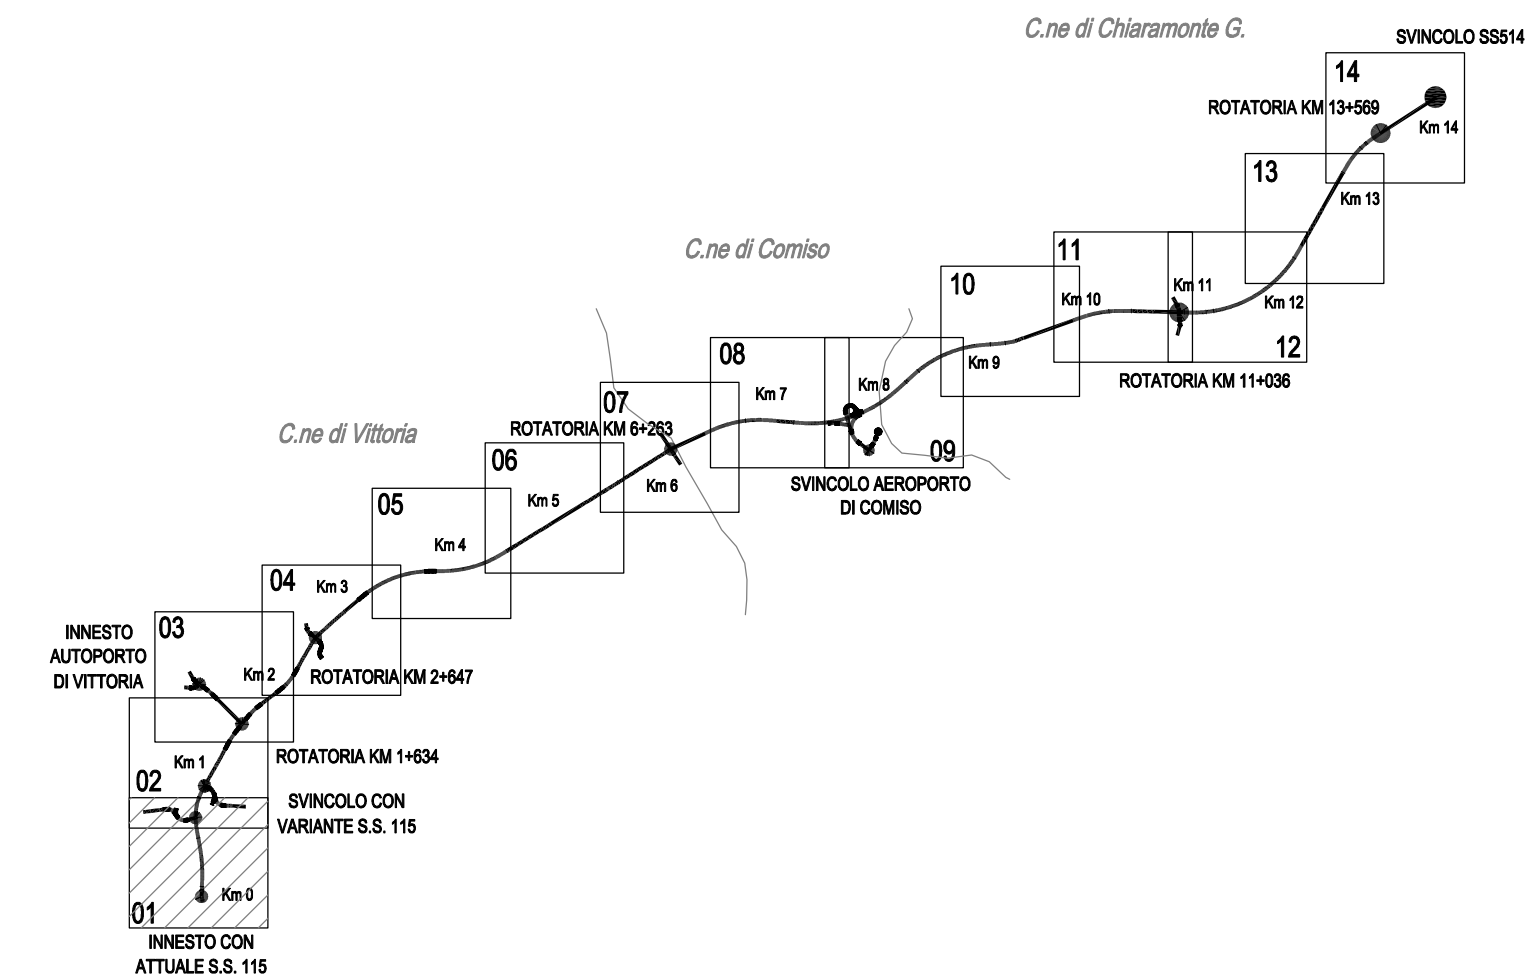 C.ne di Chiaramonte G.
SVINCOLO SS514
14
ROTATORIA KM 13+569
Km 14
13
Km 13
11
C.ne di Comiso
10
Km 11
Km 10
Km 12
08
12
09
Km 9
ROTATORIA KM 11+036
Km 7
Km 8
07
ROTATORIA KM 6+263
C.ne di Vittoria
06
Km 6
SVINCOLO AEROPORTO
DI COMISO
05
Km 5
Km 4
04
Km 3
03
INNESTO
AUTOPORTO
DI VITTORIA
Km 2
ROTATORIA KM 2+647
ROTATORIA KM 1+634
Km 1
02
SVINCOLO CON
VARIANTE S.S. 115
Km 0
01
INNESTO CON
ATTUALE S.S. 115